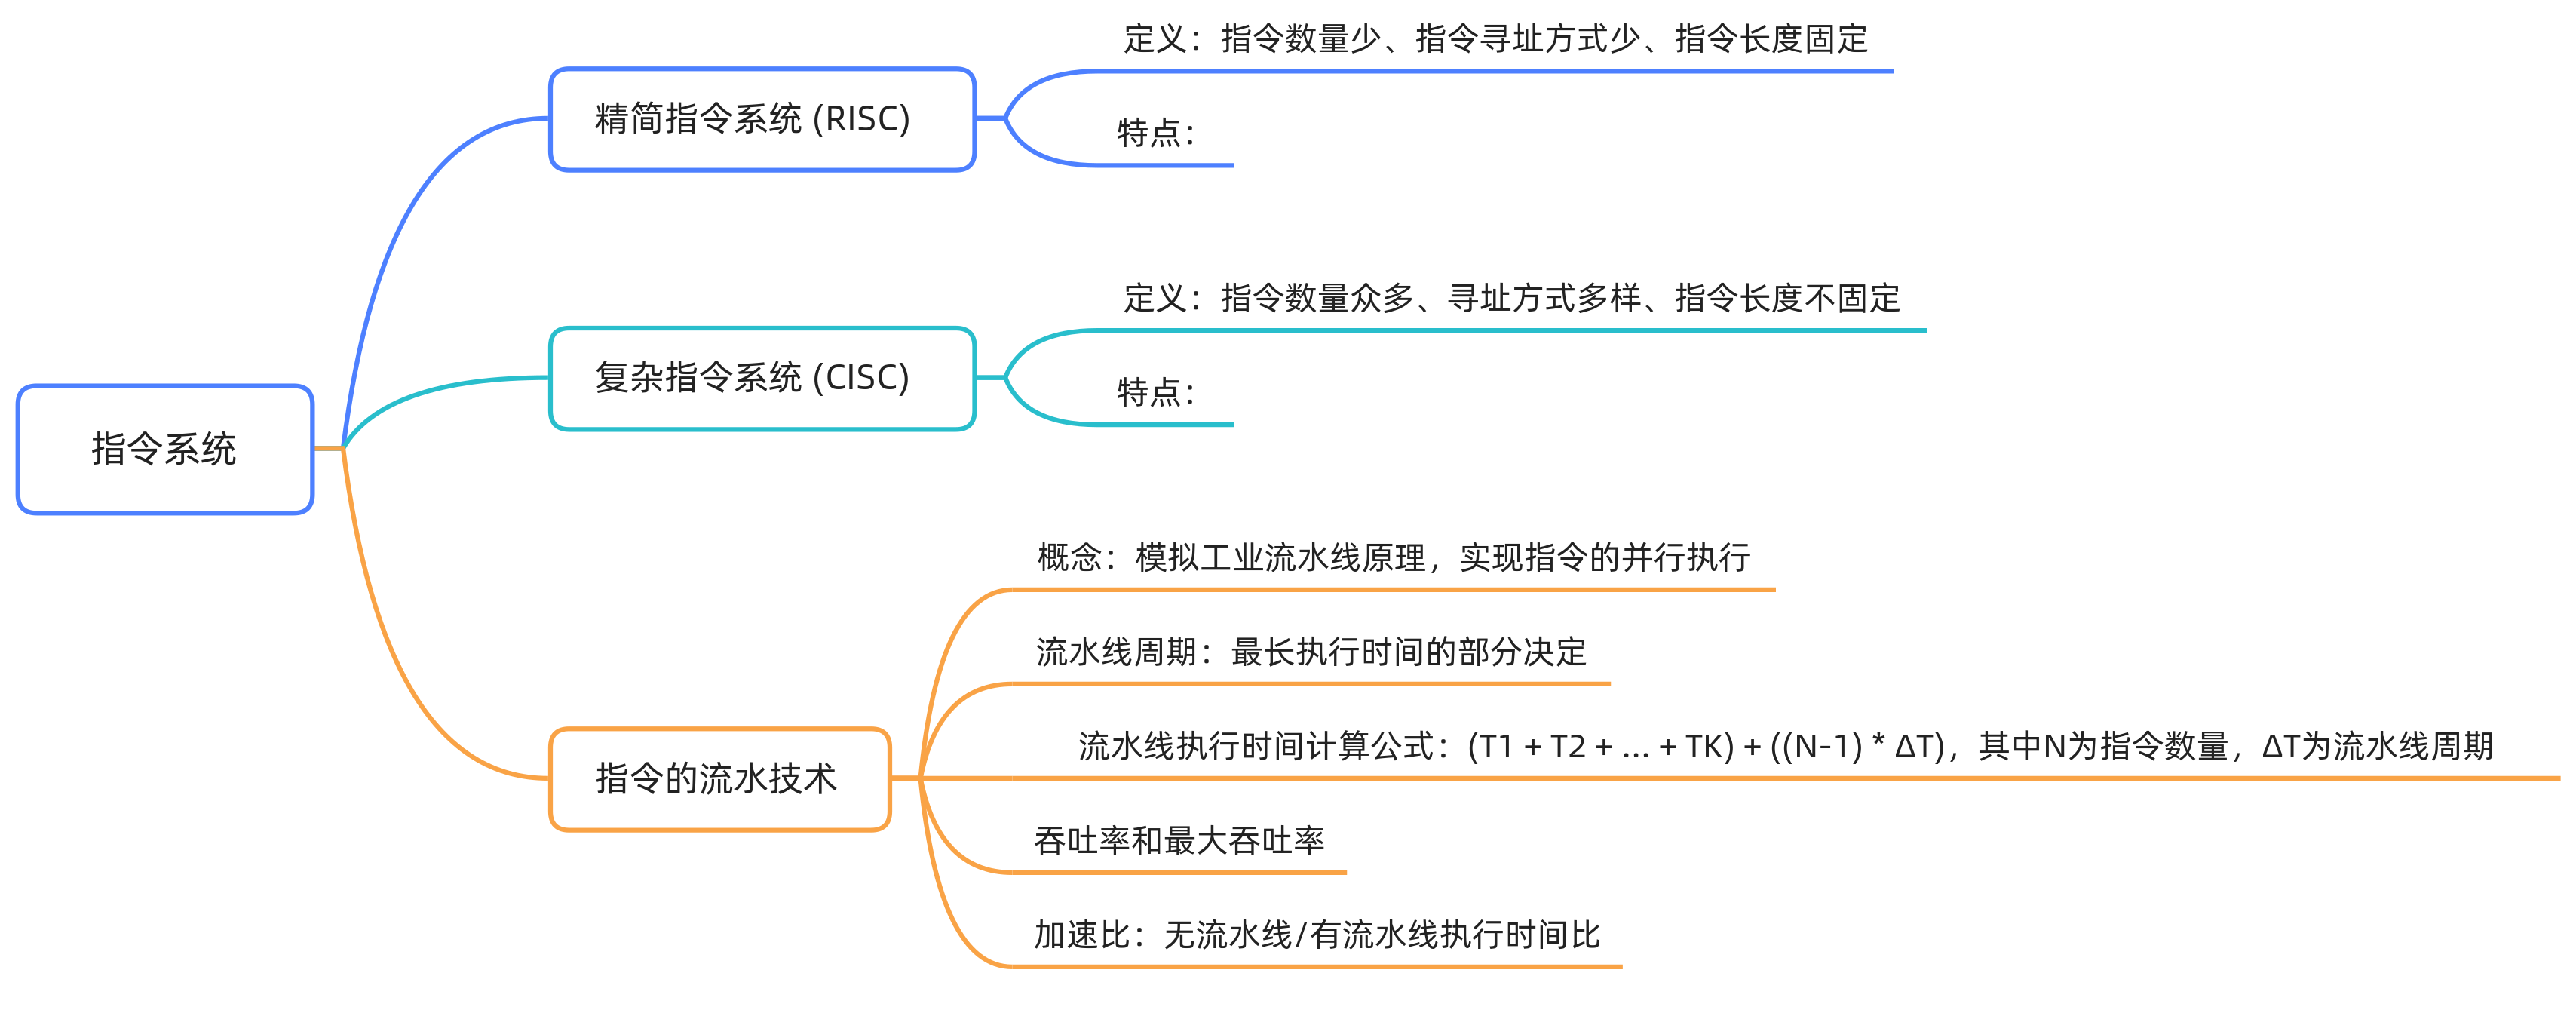 指令系统
精简指令系统 (RISC)
定义：指令数量少、指令寻址方式少、指令长度固定
特点：
复杂指令系统 (CISC)
定义：指令数量众多、寻址方式多样、指令长度不固定
特点：
指令的流水技术
概念：模拟工业流水线原理，实现指令的并行执行
流水线周期：最长执行时间的部分决定
流水线执行时间计算公式：(T1 + T2 + ... + TK) + ((N-1) * ΔT)，其中N为指令数量，ΔT为流水线周期
吞吐率和最大吞吐率
加速比：无流水线/有流水线执行时间比